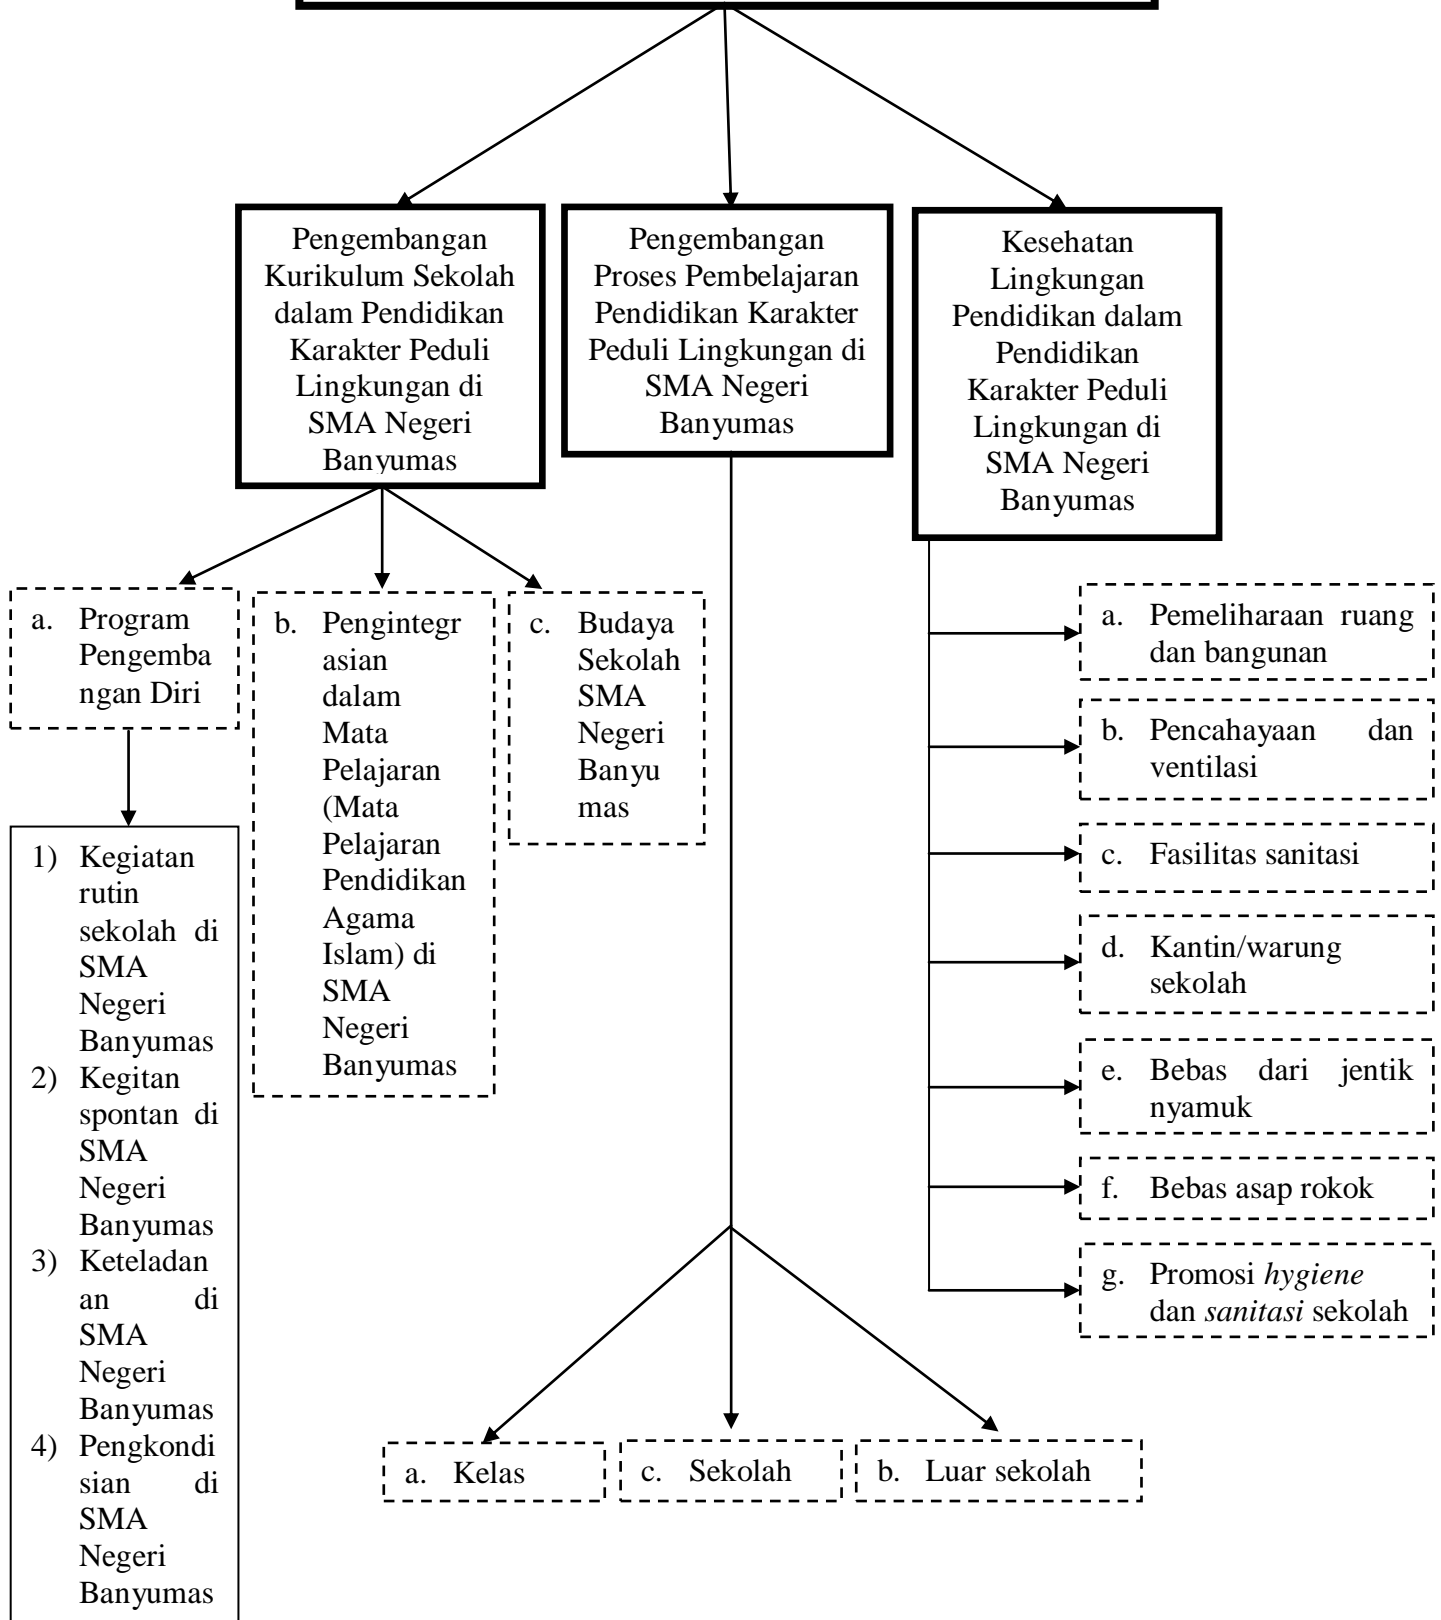 Pengembangan
Kurikulum Sekolah
dalam Pendidikan
Karakter Peduli
Lingkungan di
SMA Negeri
Banyumas
Pengembangan
Proses Pembelajaran
Pendidikan Karakter
Peduli Lingkungan di
SMA Negeri
Banyumas
Kesehatan
Lingkungan
Pendidikan dalam
Pendidikan
Karakter Peduli
Lingkungan di
SMA Negeri
Banyumas
a. Program
Pengemba
ngan Diri
b. Pengintegr
asian
dalam
Mata
Pelajaran
(Mata
Pelajaran
Pendidikan
Agama
Islam) di
SMA
Negeri
Banyumas
c. Budaya
Sekolah
SMA
Negeri
Banyu
mas
1) Kegiatan
rutin
sekolah di
SMA
Negeri
Banyumas
2) Kegitan
spontan di
SMA
Negeri
Banyumas
3) Keteladan
an di
SMA
Negeri
Banyumas
4) Pengkondi
sian di
SMA
Negeri
Banyumas
a. Kelas
c. Sekolah
b. Luar sekolah
a. Pemeliharaan ruang
dan bangunan
b. Pencahayaan dan
ventilasi
c. Fasilitas sanitasi
d. Kantin/warung
sekolah
e. Bebas dari jentik
nyamuk
f. Bebas asap rokok
g. Promosi hygiene
dan sanitasi sekolah